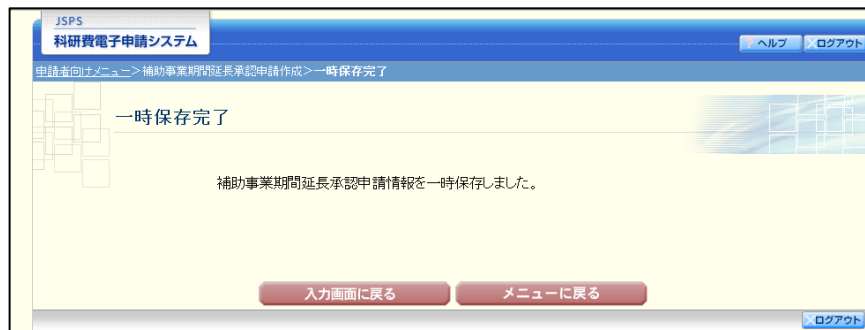 JSPS
科研費電子申請システム
? ヘルプ
×ログアウト
申請者向けメニュー>補助事業期間延長承認申請作成>一時保存完了
一時保存完了
補助事業期間延長承認申請情報を一時保存しました。
入力画面に戻る
メニューに戻る
×ログアウト